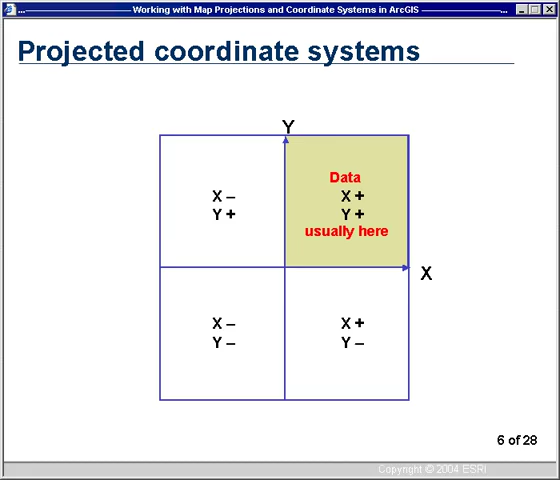 Working with Map Projections and Coordinate Systems in ArcGIS
Projected coordinate systems
Y
Data
X – X +
Y + Y +
usually here
X
X – X +
Y – Y –
6 of 28
Copyright © 2004 ESRI